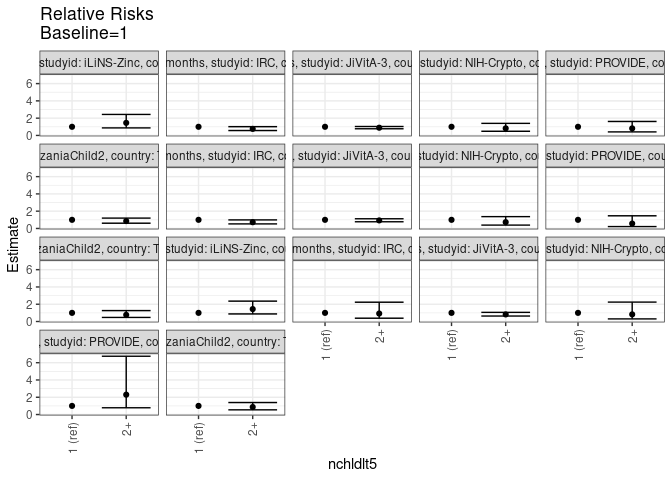 Relative Risks
Baseline=1
studyid: iLiNS-Zinc, co
months, studyid: IRC, c
, studyid: JiVitA-3, cou
studyid: NIH-Crypto, co
, studyid: PROVIDE, co
6
4
2
0
zaniaChild2, country: T
months, studyid: IRC, c
, studyid: JiVitA-3, cou
studyid: NIH-Crypto, co
studyid: PROVIDE, cou
6
4
2
0
zaniaChild2, country: T
studyid: iLiNS-Zinc, co
months, studyid: IRC, c
s, studyid: JiVitA-3, cou
studyid: NIH-Crypto, co
6
4
2
0
, studyid: PROVIDE, co
zaniaChild2, country: T
6
4
2
0
1 (ref)
2+
1 (ref)
2+
1 (ref)
2+
1 (ref)
2+
1 (ref)
2+
Estimate
nchldlt5